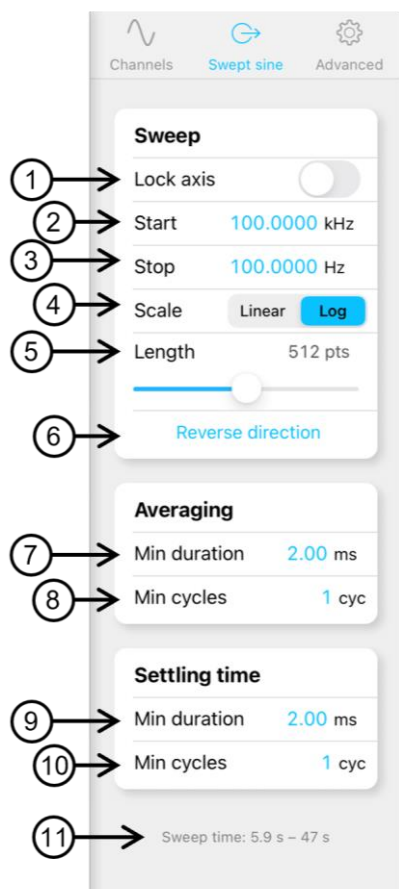 Channels Swept sine Advanced
Sweep
1 Lock axis
2 Start 100.0000 kHz
3 Stop 100.0000 Hz
4 Scale Linear Log
5 Length 512 pts
6 Reverse direction
Averaging
7 Min duration 2.00 ms
8 Min cycles 1 cyc
Settling time
9 Min duration 2.00 ms
10 Min cycles 1 cyc
11 Sweep time: 5.9 s – 47 s